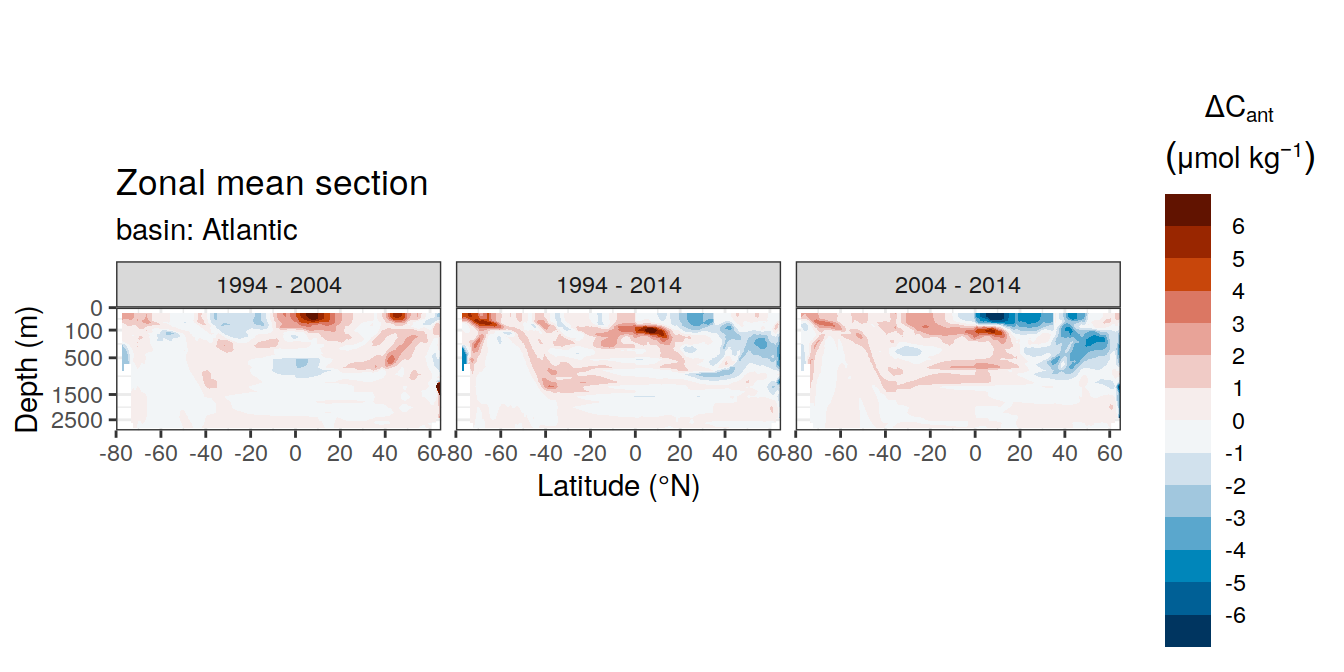 ΔCant
(μmol kg⁻¹)
Zonal mean section
basin: Atlantic
1994 - 2004
1994 - 2014
2004 - 2014
Depth (m)
0
100
500
1500
2500
-80 -60 -40 -20 0 20 40 60
-80 -60 -40 -20 0 20 40 60
-80 -60 -40 -20 0 20 40 60
Latitude (°N)
6
5
4
3
2
1
0
-1
-2
-3
-4
-5
-6